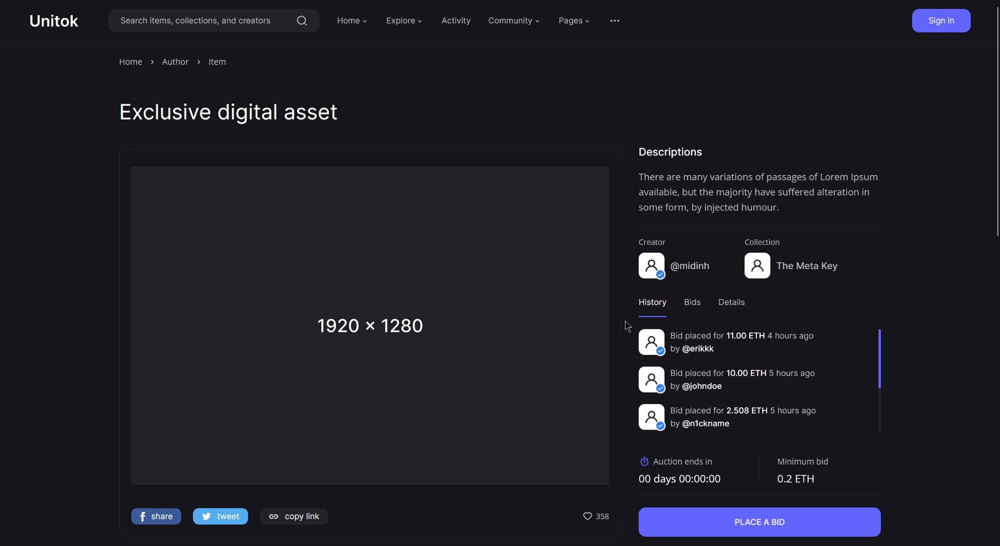 Unitok
Search items, collections, and creators
Home
Explore
Activity
Community
Pages
Sign in
Home
Author
Item
Exclusive digital asset
1920 × 1280
share
tweet
copy link
358
Descriptions
There are many variations of passages of Lorem Ipsum
available, but the majority have suffered alteration in
some form, by injected humour.
Creator
@midinh
Collection
The Meta Key
History
Bids
Details
Bid placed for 11.00 ETH 4 hours ago
by @erikkk
Bid placed for 10.00 ETH 5 hours ago
by @johndoe
Bid placed for 2.508 ETH 5 hours ago
by @n1ckname
Auction ends in
00 days 00:00:00
Minimum bid
0.2 ETH
PLACE A BID